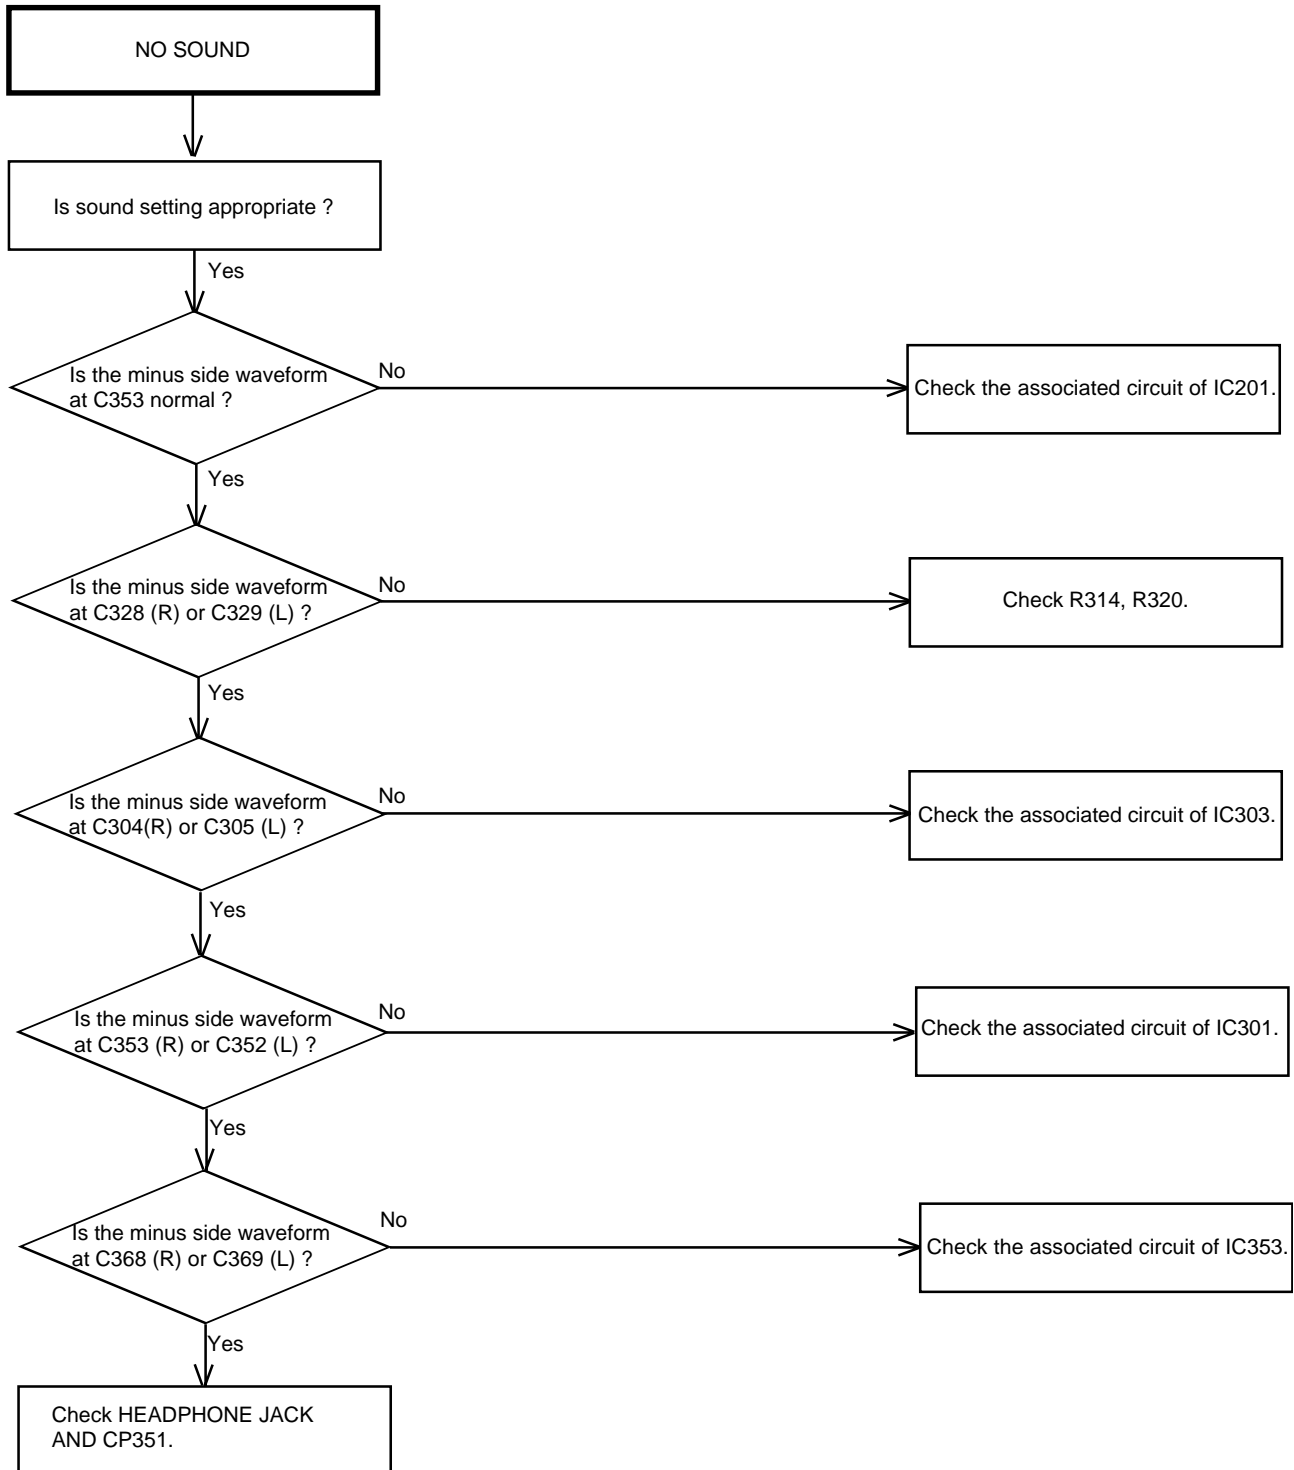 NO SOUND
Is sound setting appropriate ?
Yes
Is the minus side waveform
at C353 normal ?
No
Check the associated circuit of IC201.
Yes
Is the minus side waveform
at C328 (R) or C329 (L) ?
No
Check R314, R320.
Yes
Is the minus side waveform
at C304(R) or C305 (L) ?
No
Check the associated circuit of IC303.
Yes
Is the minus side waveform
at C353 (R) or C352 (L) ?
No
Check the associated circuit of IC301.
Yes
Is the minus side waveform
at C368 (R) or C369 (L) ?
No
Check the associated circuit of IC353.
Yes
Check HEADPHONE JACK
AND CP351.